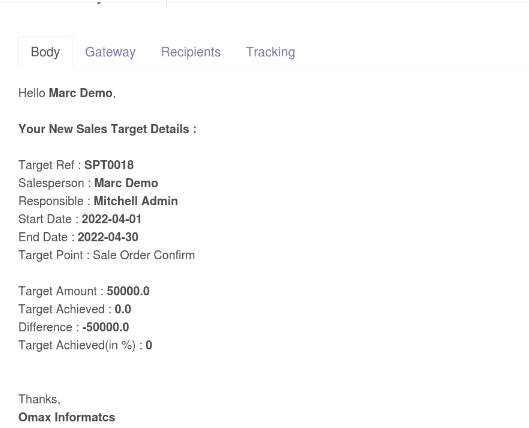 Body Gateway Recipients Tracking
Hello Marc Demo,
Your New Sales Target Details :
Target Ref : SPT0018
Salesperson : Marc Demo
Responsible : Mitchell Admin
Start Date : 2022-04-01
End Date : 2022-04-30
Target Point : Sale Order Confirm
Target Amount : 50000.0
Target Achieved : 0.0
Difference : -50000.0
Target Achieved(in %) : 0
Thanks,
Omax Informatcs